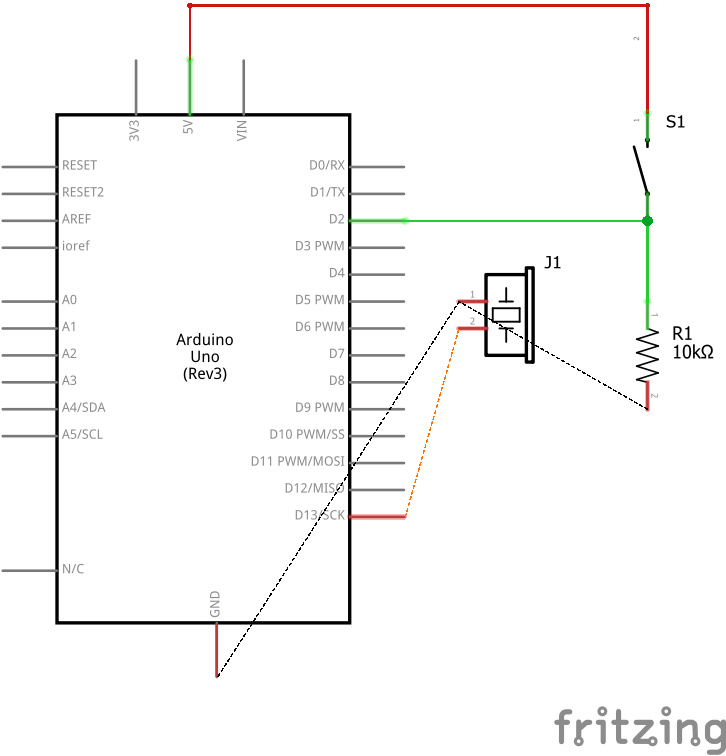 2
1
S1
3V3
5V
VIN
RESET
D0/RX
RESET2
D1/TX
AREF
D2
ioref
D3 PWM
J1
D4
1
A0
D5 PWM
1
2
A1
D6 PWM
R1
Arduino
Uno
(Rev3)
A2
D7
10kΩ
A3
D8
2
A4/SDA
D9 PWM
A5/SCL
D10 PWM/SS
D11 PWM/MOSI
D12/MISO
D13/SCK
N/C
GND
fritzing